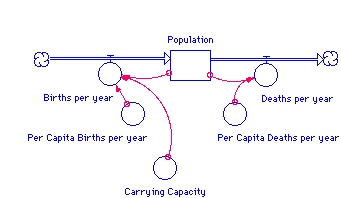 Population
Births per year
Deaths per year
Per Capita Births per year
Per Capita Deaths per year
Carrying Capacity